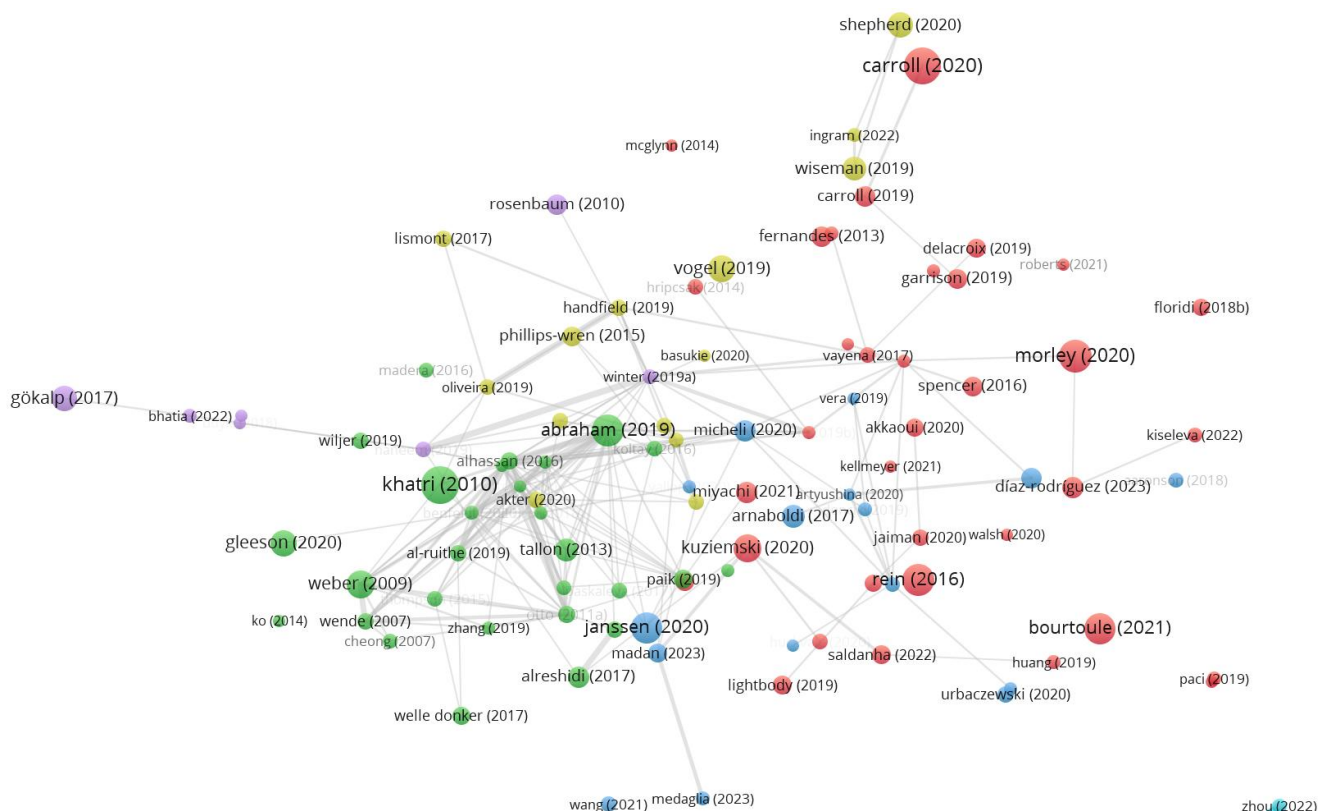 shepherd (2020)
carroll (2020)
ingram (2022)
mcglynn (2014)
wiseman (2019)
carroll (2019)
rosenbaum (2010)
lismont (2017)
fernandes (2013)
delacroix (2019)
roberts (2021)
vogel (2019)
garrison (2019)
hripcsak (2014)
handfield (2019)
floridi (2018b)
phillips-wren (2015)
basukie (2020)
vayena (2017)
morley (2020)
madera (2016)
winter (2019a)
oliveira (2019)
spencer (2016)
gökalp (2017)
vera (2019)
bhatia (2022)
abraham (2019)
micheli (2020)
akkaoui (2020)
kiseleva (2022)
wiljer (2019)
koltay (2016)
alhassan (2016)
kellmeyer (2021)
khatri (2010)
díaz-rodríguez (2023)
akter (2020)
miyachi (2021)
artyushina (2020)
arnaboldi (2017)
gleeson (2020)
al-ruithe (2019)
tallon (2013)
kuziemski (2020)
jaiman (2020)
walsh (2020)
weber (2009)
paik (2019)
rein (2016)
otto (2011a)
ko (2014)
wende (2007)
zhang (2019)
janssen (2020)
bourtoule (2021)
cheong (2007)
madan (2023)
saldanha (2022)
huang (2019)
alreshidi (2017)
lightbody (2019)
urbaczewski (2020)
paci (2019)
welle donker (2017)
wang (2021)
medaglia (2023)
zhou (2022)